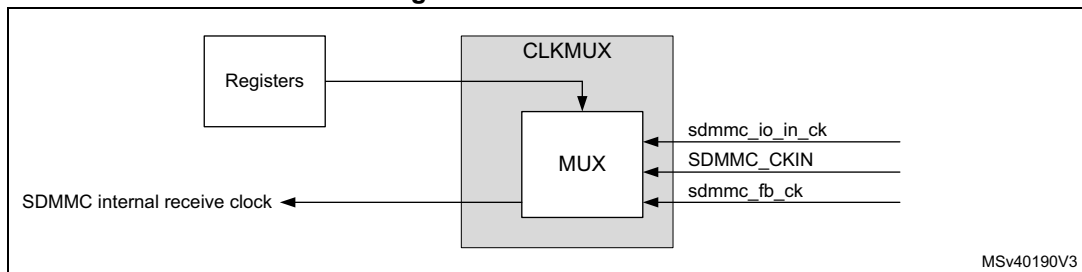 CLKMUX
Registers
sdmmc_io_in_ck
MUX
SDMMC_CKIN
sdmmc_fb_ck
SDMMC internal receive clock
MSv40190V3